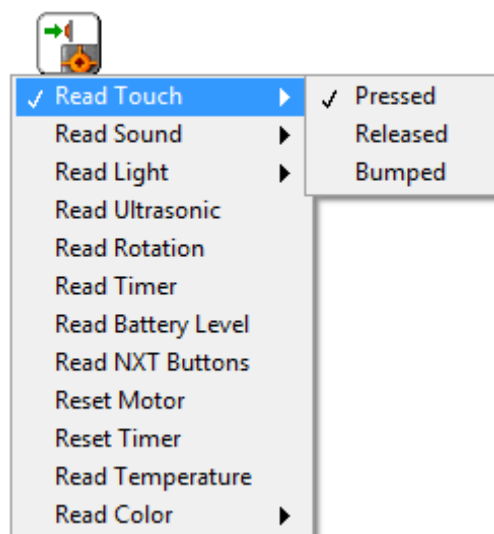 Read Touch
Pressed
Read Sound
Released
Read Light
Bumped
Read Ultrasonic
Read Rotation
Read Timer
Read Battery Level
Read NXT Buttons
Reset Motor
Reset Timer
Read Temperature
Read Color